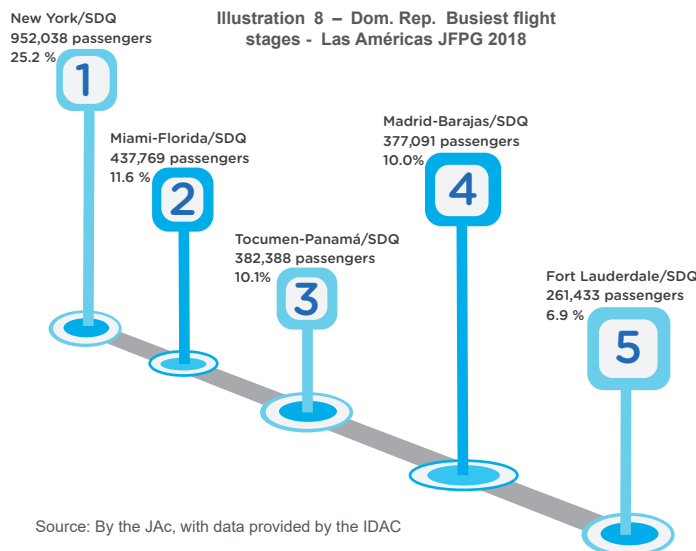 Illustration 8 – Dom. Rep. Busiest flight
stages - Las Américas JFPG 2018
New York/SDQ
952,038 passengers
25.2 %
1
Miami-Florida/SDQ
437,769 passengers
11.6 %
2
Tocumen-Panamá/SDQ
382,388 passengers
10.1%
3
Madrid-Barajas/SDQ
377,091 passengers
10.0%
4
Fort Lauderdale/SDQ
261,433 passengers
6.9 %
5
Source: By the JAc, with data provided by the IDAC